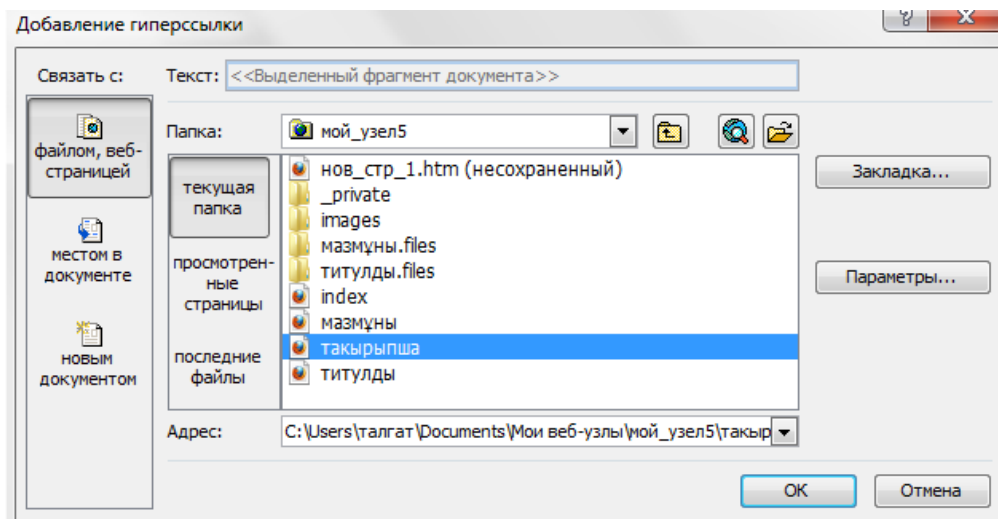 Добавление гиперссылки
Связать с:
Текст: <<Выделенный фрагмент документа>>
файлом, веб-
страницей
местом в
документе
новым
документом
Папка:
мой_узел5
текущая
папка
просмотрен-
ные
страницы
последние
файлы
нов_стр_1.htm (несохраненный)
_private
images
мазмұны.files
титулды.files
index
мазмұны
такырыпша
титулды
Закладка...
Параметры...
Адрес: C:\Users\талгат\Documents\Мои веб-узлы\мой_узел5\такыр
ОК
Отмена